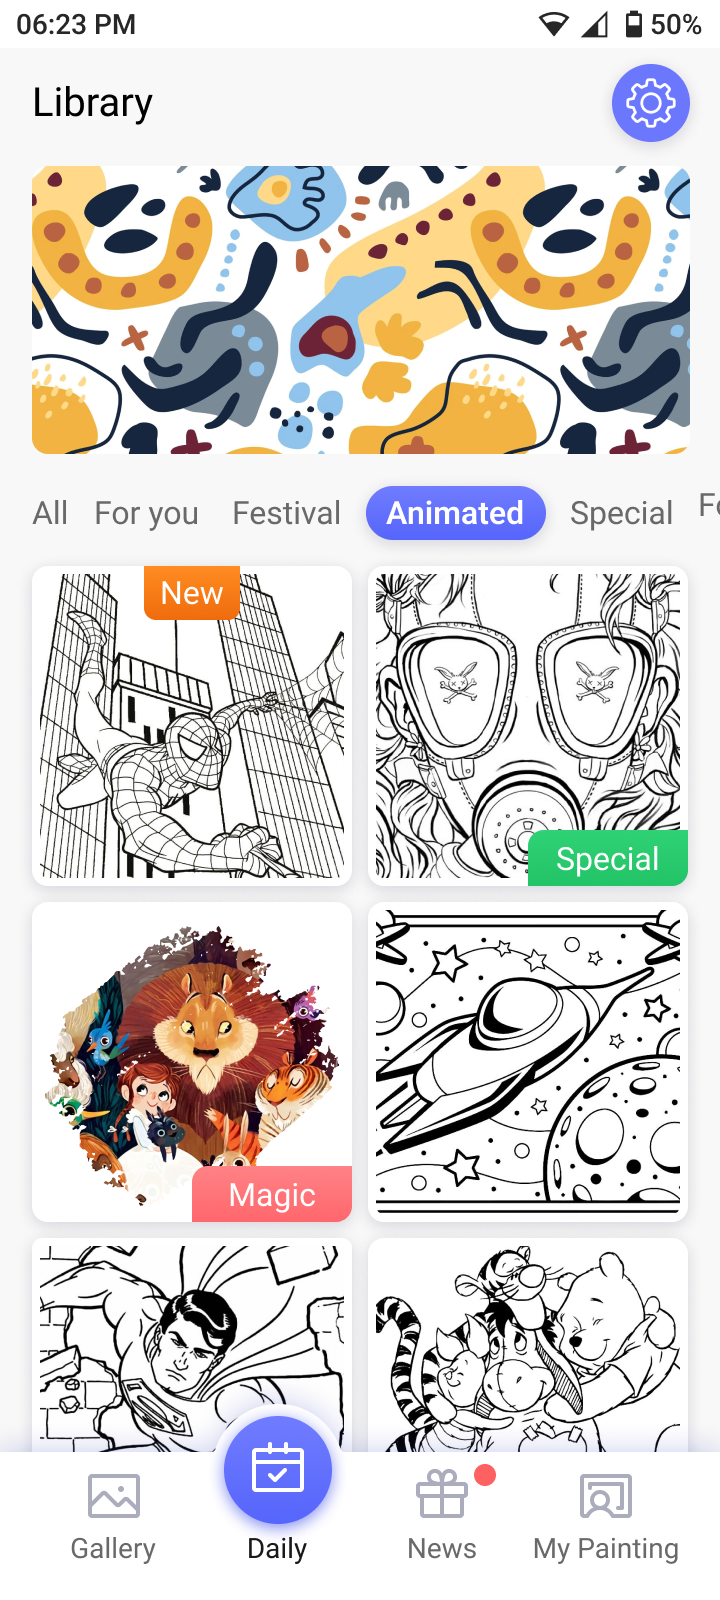 06:23 PM 50%
Library
All For you Festival Animated Special
New
Special
Magic
Gallery Daily News My Painting